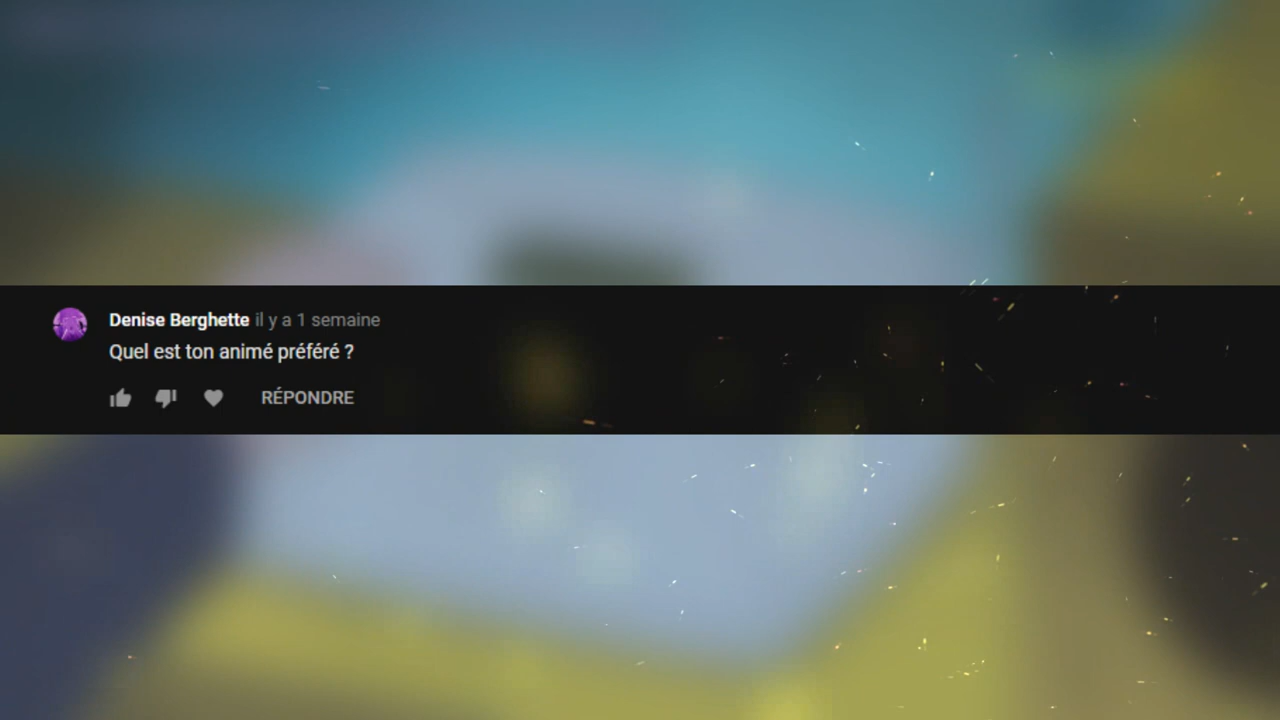 Denise Berghette il y a 1 semaine
Quel est ton animé préféré ?
RÉPONDRE